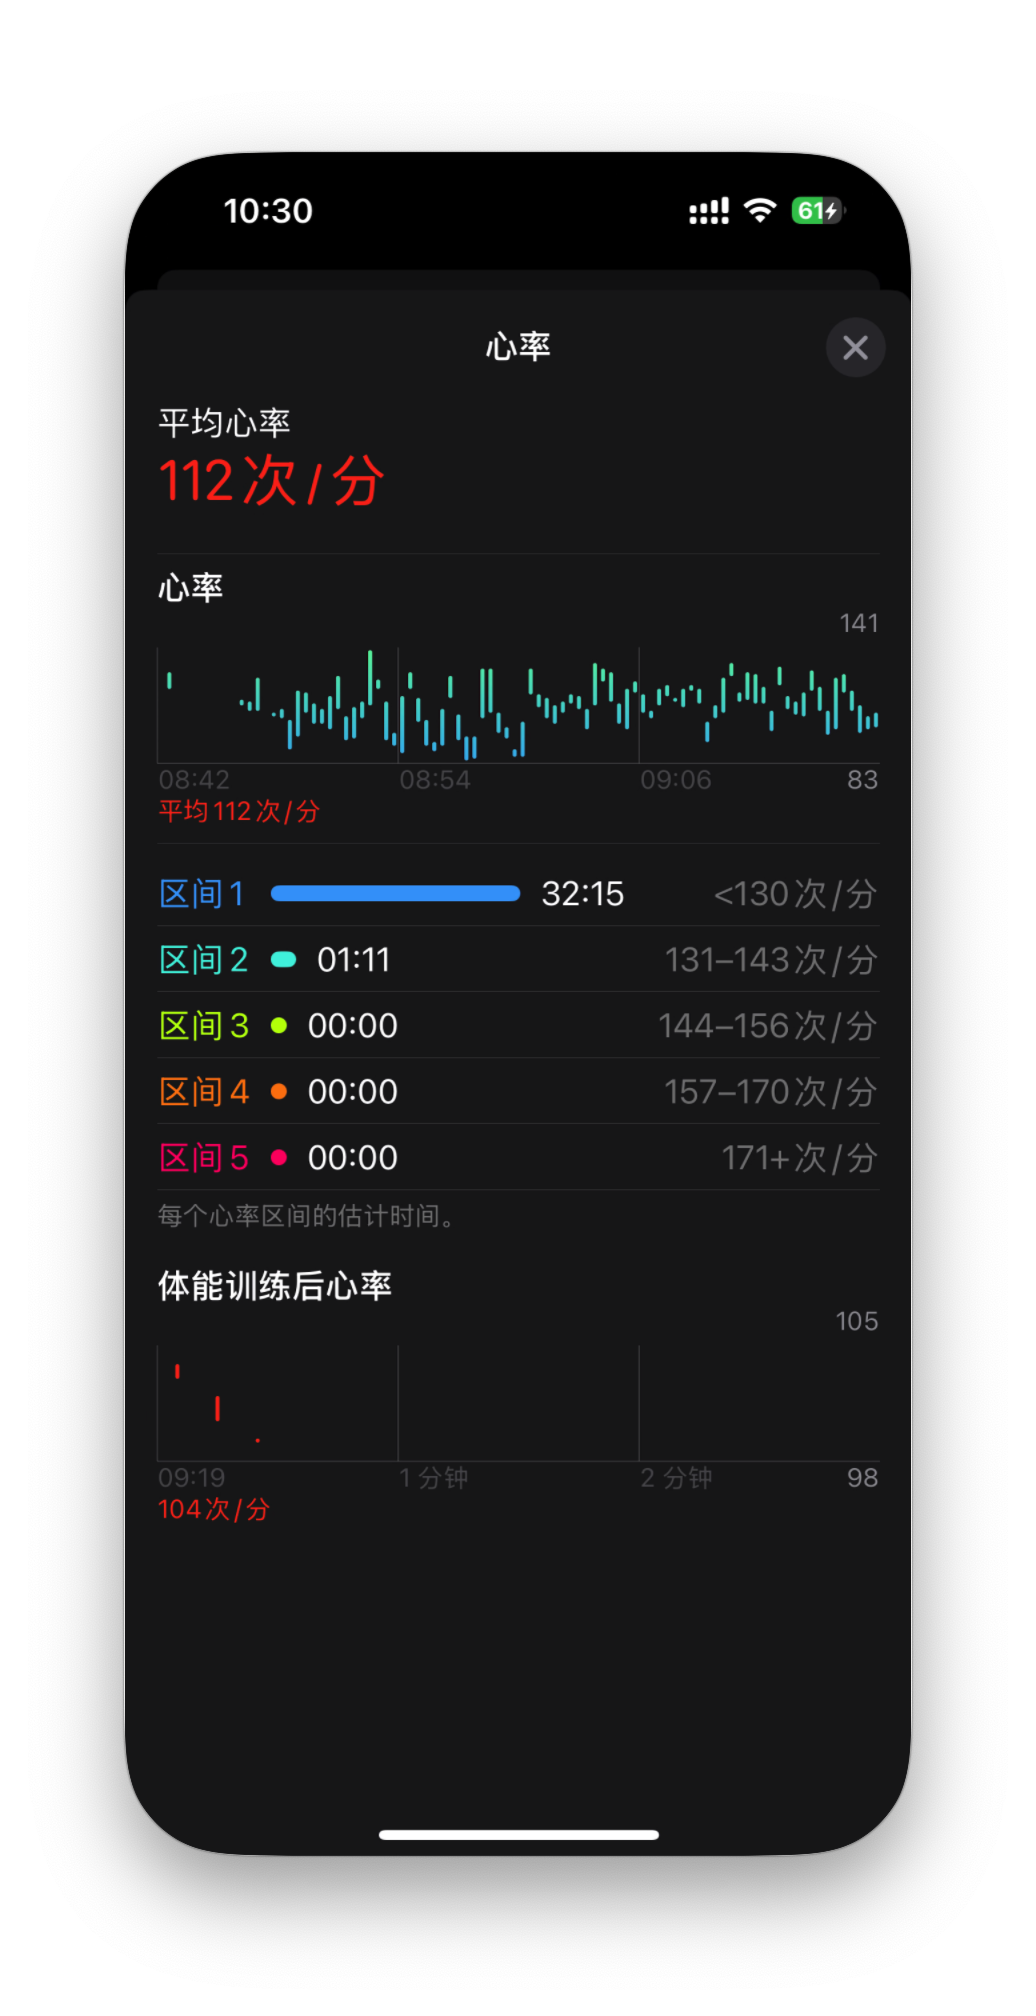 10:30
61
心率
平均心率
112次/分
心率
141
08:42 08:54 09:06 83
平均112次/分
区间1 32:15 <130次/分
区间2 01:11 131–143次/分
区间3 00:00 144–156次/分
区间4 00:00 157–170次/分
区间5 00:00 171+次/分
每个心率区间的估计时间。
体能训练后心率
105
09:19 1 分钟 2 分钟 98
104次/分